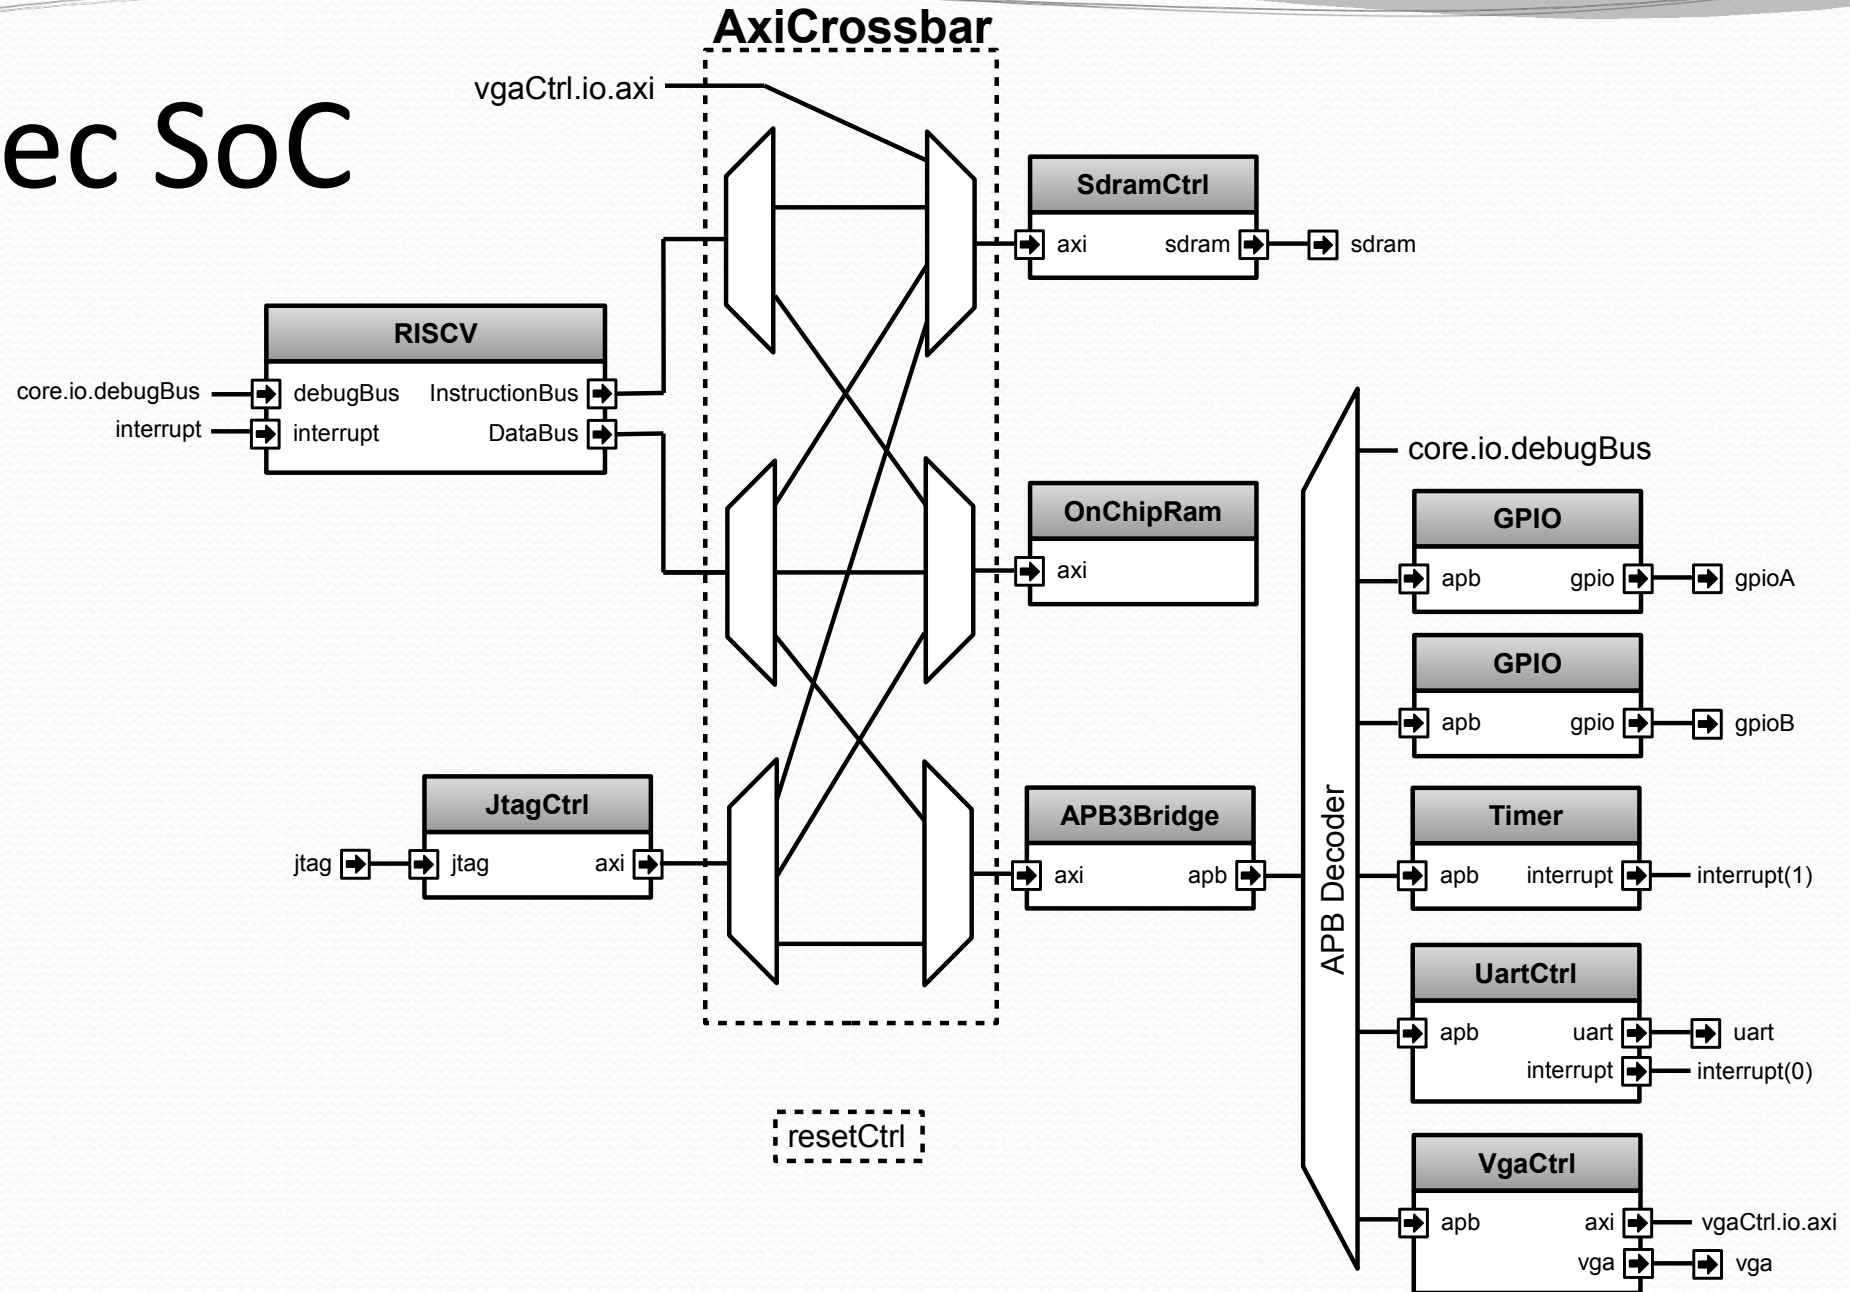 AxiCrossbar
ec SoC
vgaCtrl.io.axi
SdramCtrl
axi sdram sdram
RISCV
core.io.debugBus debugBus InstructionBus
interrupt interrupt DataBus
core.io.debugBus
OnChipRam
axi
GPIO
apb gpio gpioA
GPIO
apb gpio gpioB
JtagCtrl
jtag jtag axi
APB3Bridge
axi apb
APB Decoder
Timer
apb interrupt interrupt(1)
UartCtrl
apb uart uart
interrupt interrupt(0)
resetCtrl
VgaCtrl
apb axi vgaCtrl.io.axi
vga vga